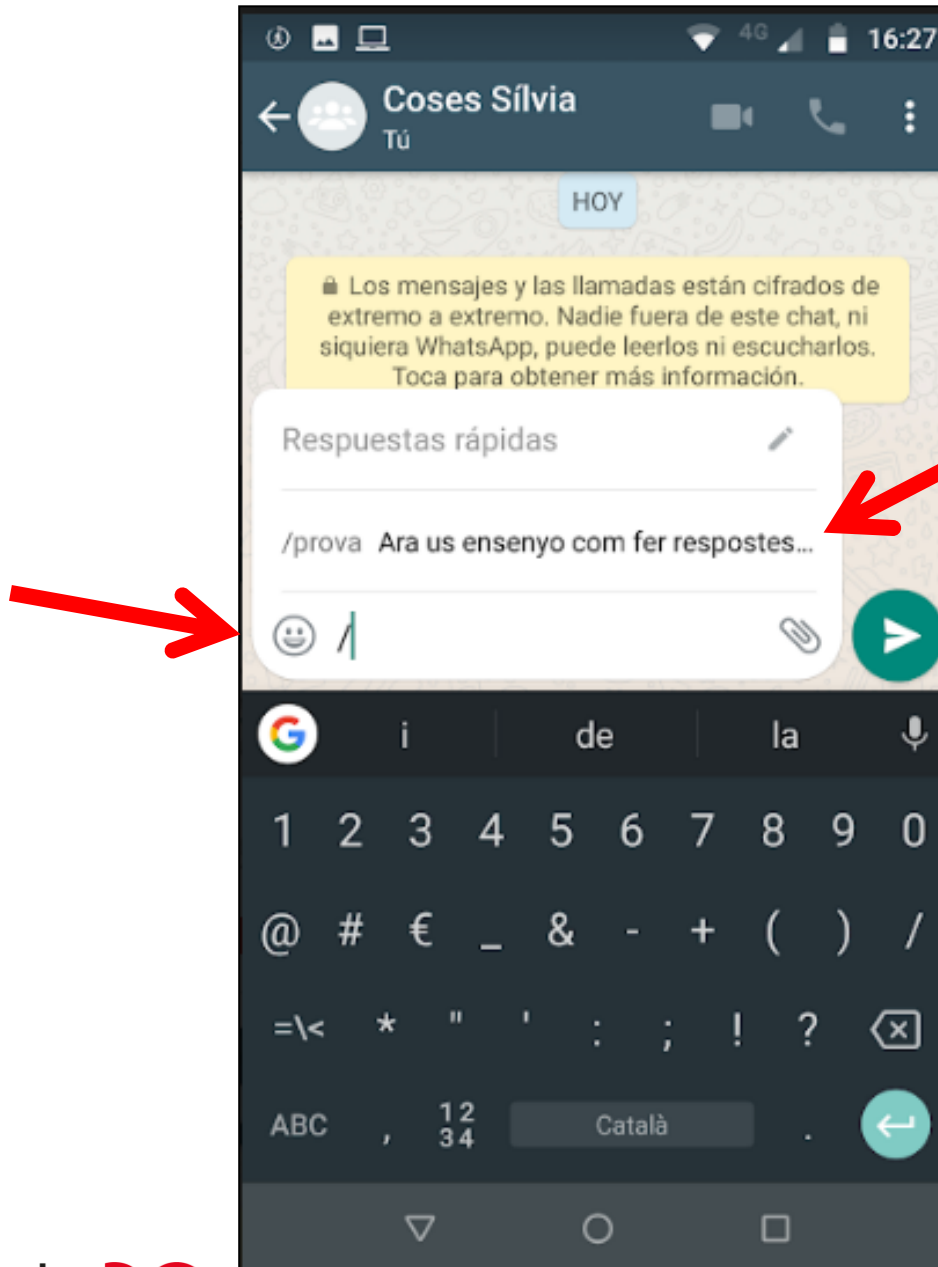 4G 16:27
Coses Sílvia
Tú
HOY
Los mensajes y las llamadas están cifrados de
extremo a extremo. Nadie fuera de este chat, ni
siquiera WhatsApp, puede leerlos ni escucharlos.
Toca para obtener más información.
Respuestas rápidas
/prova Ara us ensenyo com fer respostes...
/
G i de la
1 2 3 4 5 6 7 8 9 0
@ # € _ & - + ( ) /
=\< * " ' : ; ! ?
ABC , 12 34 Català .